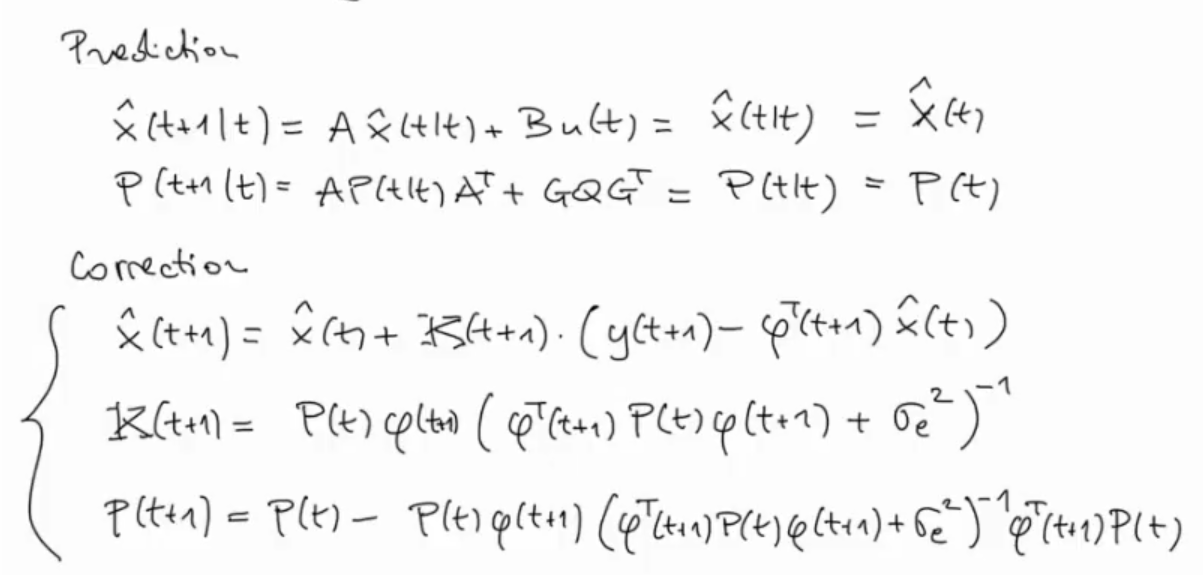 Prediction
x̂(t+1|t) = A x̂(t|t) + B u(t) = x̂(t|t) = x̂(t)
P(t+1|t) = AP(t|t)Aᵀ + GQGᵀ = P(t|t) = P(t)
Correction
x̂(t+1) = x̂(t) + K(t+1) · (y(t+1) − φᵀ(t+1) x̂(t))
K(t+1) = P(t) φ(t+1) (φᵀ(t+1) P(t) φ(t+1) + σₑ²)⁻¹
P(t+1) = P(t) − P(t) φ(t+1) (φᵀ(t+1) P(t) φ(t+1) + σₑ²)⁻¹ φᵀ(t+1) P(t)